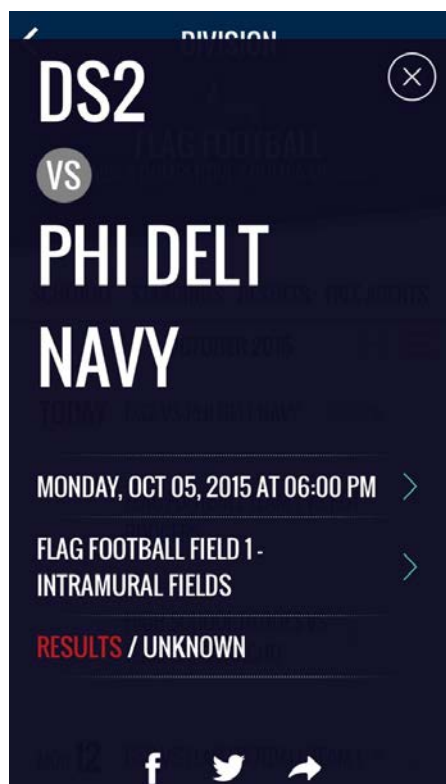 DIVISION
DS2
VS
PHI DELT
NAVY
MONDAY, OCT 05, 2015 AT 06:00 PM
FLAG FOOTBALL FIELD 1 -
INTRAMURAL FIELDS
RESULTS / UNKNOWN